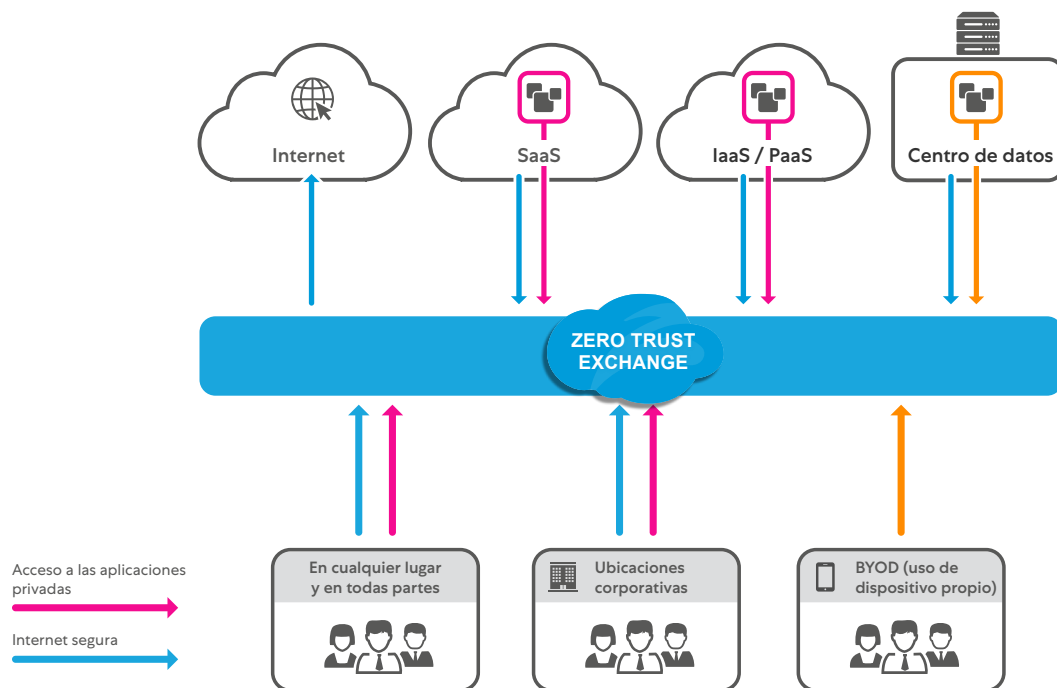 Internet
SaaS
IaaS / PaaS
Centro de datos
ZERO TRUST
EXCHANGE
Acceso a las aplicaciones
privadas
Internet segura
En cualquier lugar
y en todas partes
Ubicaciones
corporativas
BYOD (uso de
dispositivo propio)